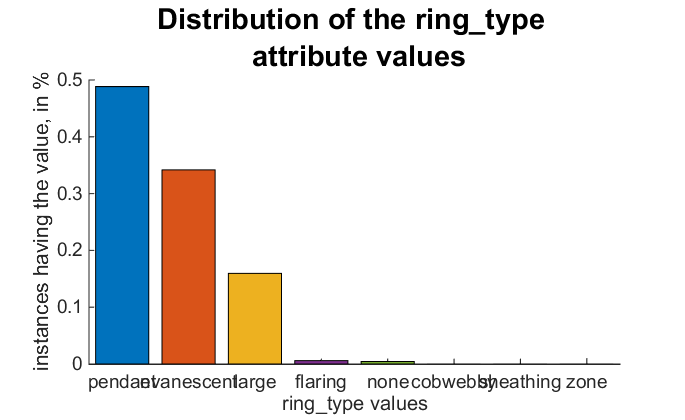 Distribution of the ring_type
attribute values
instances having the value, in %
0.5
0.4
0.3
0.2
0.1
0
pendant evanescent large flaring none cobwebby sheathing zone
ring_type values